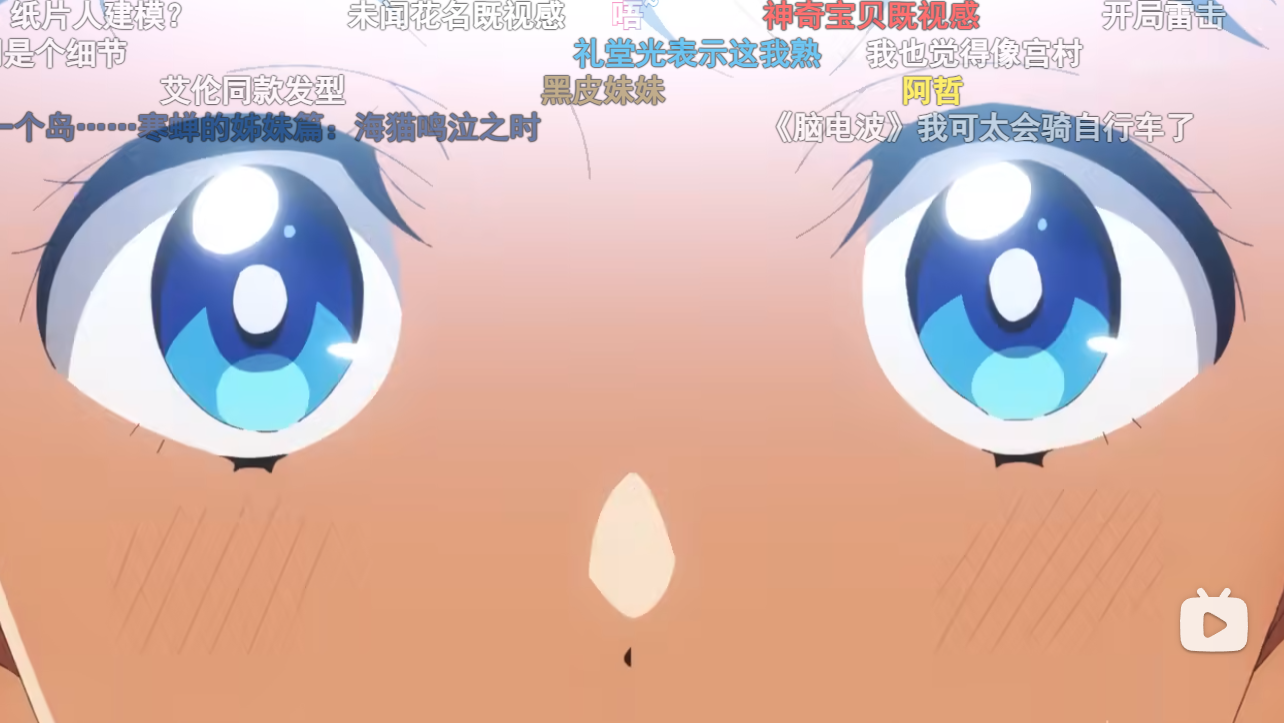 纸片人建模? 未闻花名既视感 唔~ 神奇宝贝既视感 开局雷击
是个细节 礼堂光表示这我熟 我也觉得像宫村
艾伦同款发型 黑皮妹妹 阿哲
一个岛……寒蝉的姊妹篇：海猫鸣泣之时 《脑电波》我可太会骑自行车了